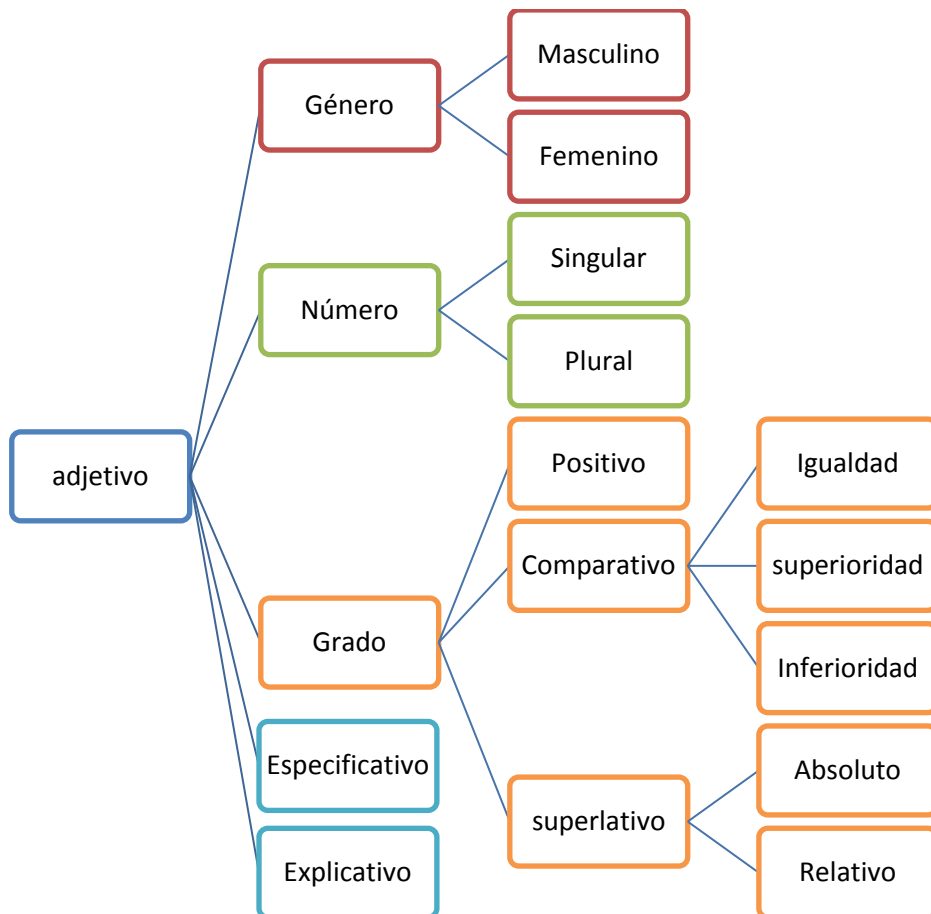 adjetivo
Género
Masculino
Femenino
Número
Singular
Plural
Grado
Positivo
Comparativo
Igualdad
superioridad
Inferioridad
superlativo
Absoluto
Relativo
Especificativo
Explicativo